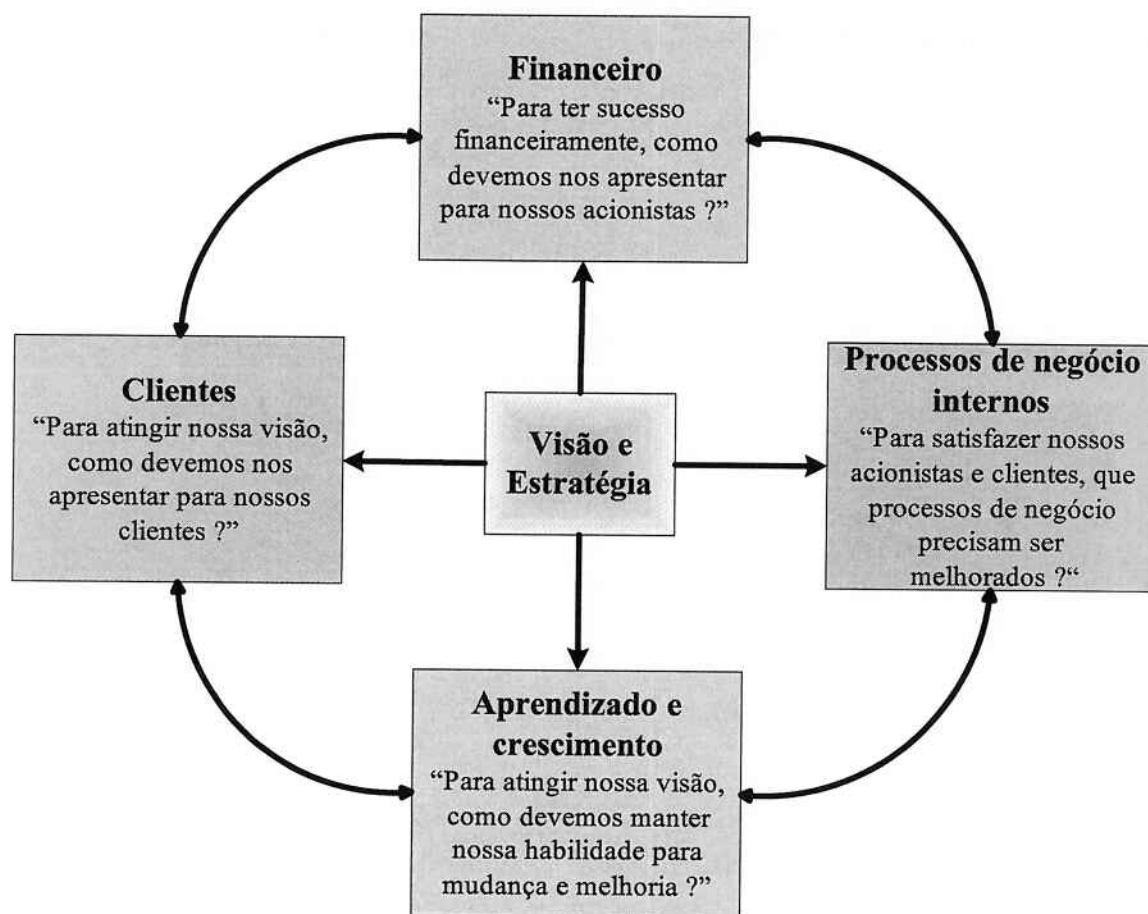 Financeiro
“Para ter sucesso
financeiramente, como
devemos nos apresentar
para nossos acionistas ?”
Clientes
“Para atingir nossa visão,
como devemos nos
apresentar para nossos
clientes ?”
Visão e
Estratégia
Processos de negócio
internos
“Para satisfazer nossos
acionistas e clientes, que
processos de negócio
precisam ser
melhorados ?“
Aprendizado e
crescimento
“Para atingir nossa visão,
como devemos manter
nossa habilidade para
mudança e melhoria ?”